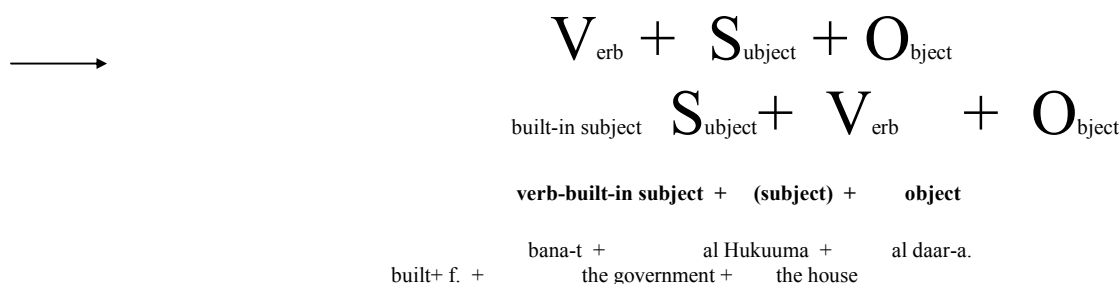 Verb + Subject + Object
built-in subject Subject+ Verb + Object
verb-built-in subject + (subject) + object
bana-t + al Hukuuma + al daar-a.
built+ f. + the government + the house